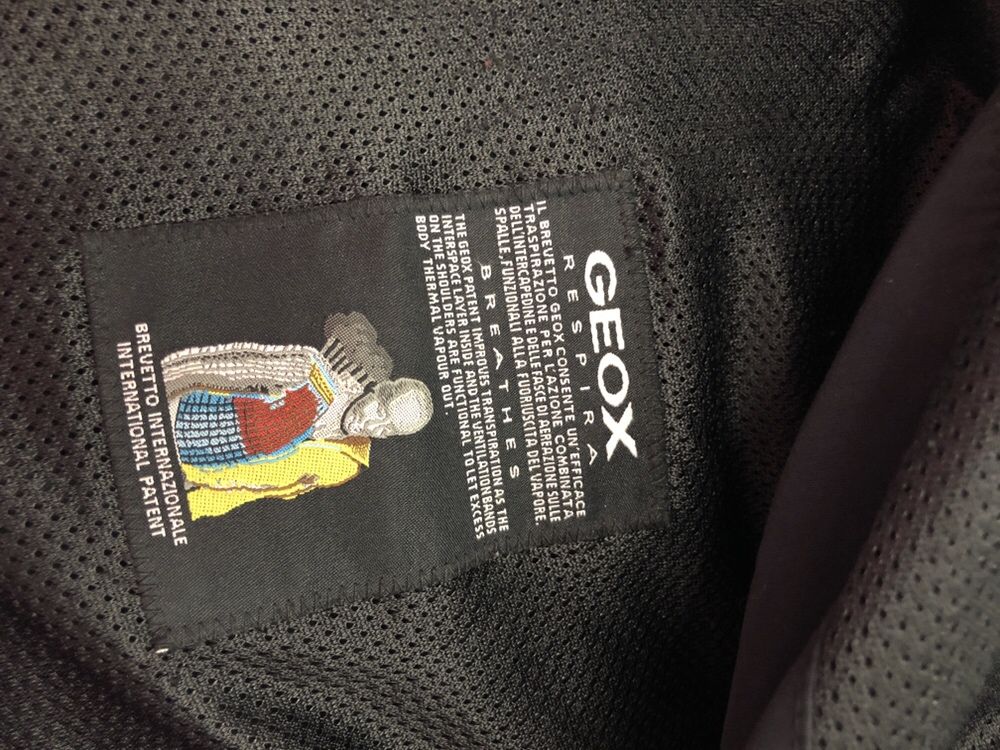 GEOX
RESPIRA
IL BREVETTO GEOX CONSENTE UN'EFFICACE
TRASPIRAZIONE PER L'AZIONE COMBINATA
DELL'INTERCAPEDINE E DELLE FASCE DI AERAZIONE SULLE
SPALLE, FUNZIONALI ALLA FUORIUSCITA DEL VAPORE.
BREATHES
THE GEOX PATENT IMPROVES TRANSPIRATION AS THE
INTERSPACE LAYER INSIDE AND THE VENTILATION BANDS
ON THE SHOULDERS ARE FUNCTIONAL TO LET EXCESS
BODY THERMAL VAPOUR OUT.
BREVETTO INTERNAZIONALE
INTERNATIONAL PATENT